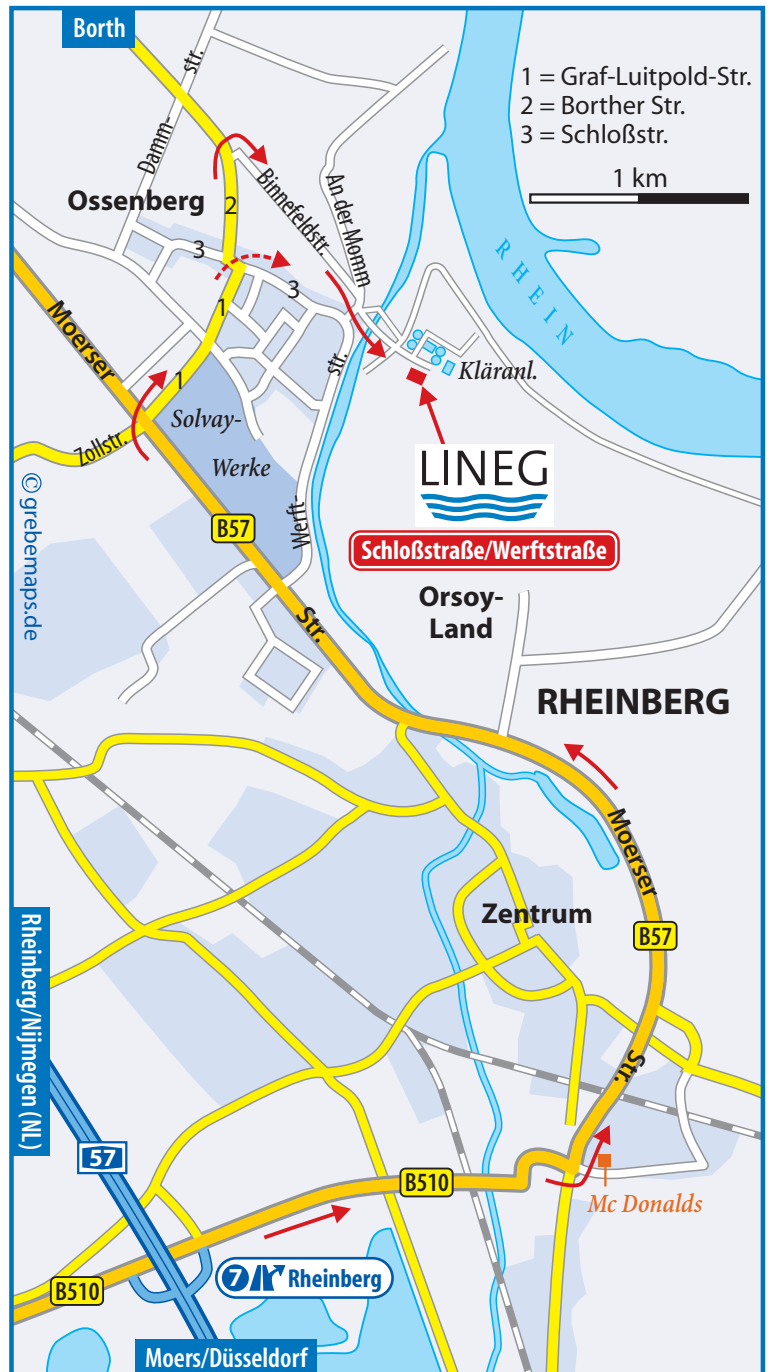 Borth
1 = Graf-Luitpold-Str.
2 = Borther Str.
3 = Schloßstr.
1 km
Damm-
str.
Ossenberg
2
Binnefeldstr.
An der Momm
RHEIN
3
3
1
Moerser
str.
Kläranl.
1
Solvay-
Werke
Zollstr.
LINEG
© grebemaps.de
B57
Werft-
Schloßstraße/Werftstraße
Orsoy-
Land
Str.
RHEINBERG
Moerser
Zentrum
B57
Rheinberg/Nijmegen (NL)
Str.
57
B510
Mc Donalds
7 Rheinberg
B510
Moers/Düsseldorf